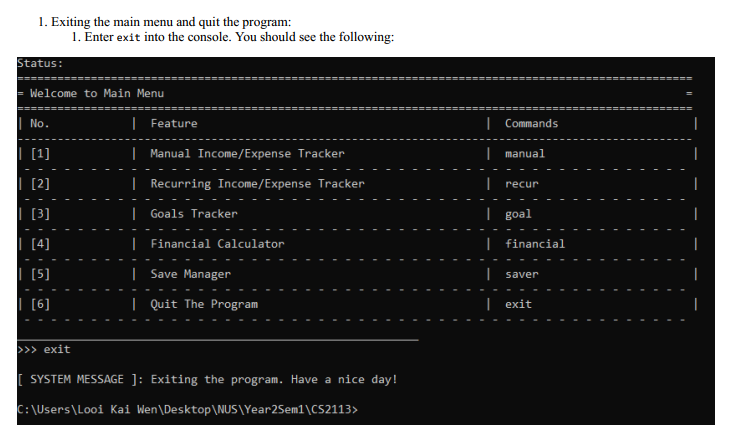 1. Exiting the main menu and quit the program:
1. Enter exit into the console. You should see the following:
Status:
==========================================================================================
= Welcome to Main Menu =
==========================================================================================
| No. | Feature | Commands |
------------------------------------------------------------------------------------------
| [1] | Manual Income/Expense Tracker | manual |
- - - - - - - - - - - - - - - - - - - - - - - - - - - - - - - - - - - - - - - - - - - - -
| [2] | Recurring Income/Expense Tracker | recur |
- - - - - - - - - - - - - - - - - - - - - - - - - - - - - - - - - - - - - - - - - - - - -
| [3] | Goals Tracker | goal |
- - - - - - - - - - - - - - - - - - - - - - - - - - - - - - - - - - - - - - - - - - - - -
| [4] | Financial Calculator | financial |
- - - - - - - - - - - - - - - - - - - - - - - - - - - - - - - - - - - - - - - - - - - - -
| [5] | Save Manager | saver |
- - - - - - - - - - - - - - - - - - - - - - - - - - - - - - - - - - - - - - - - - - - - -
| [6] | Quit The Program | exit |
- - - - - - - - - - - - - - - - - - - - - - - - - - - - - - - - - - - - - - - - - - - - -
____________________________________________________________
>>> exit
[ SYSTEM MESSAGE ]: Exiting the program. Have a nice day!
C:\Users\Looi Kai Wen\Desktop\NUS\Year2Sem1\CS2113>